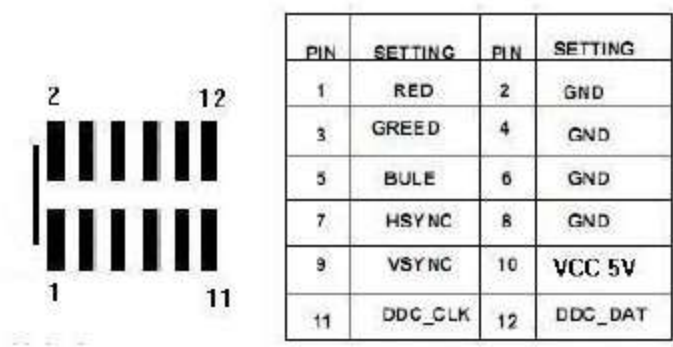 2 12
1 11
PIN SETTING PIN SETTING
1 RED 2 GND
3 GREED 4 GND
5 BULE 6 GND
7 HSYNC 8 GND
9 VSYNC 10 VCC 5V
11 DDC_CLK 12 DDC_DAT